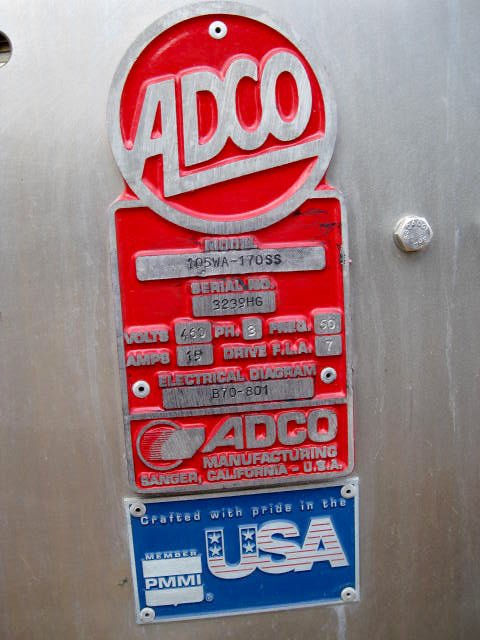 ADCO
MODEL
105WA-170SS
SERIAL NO.
3239HG
VOLTS 460 PH. 3 FREQ. 60
AMPS 15 DRIVE F.L.A. 7
ELECTRICAL DIAGRAM
B70-801
ADCO
MANUFACTURING
SANGER, CALIFORNIA - U.S.A.
Crafted with pride in the
USA
MEMBER
PMMI
®